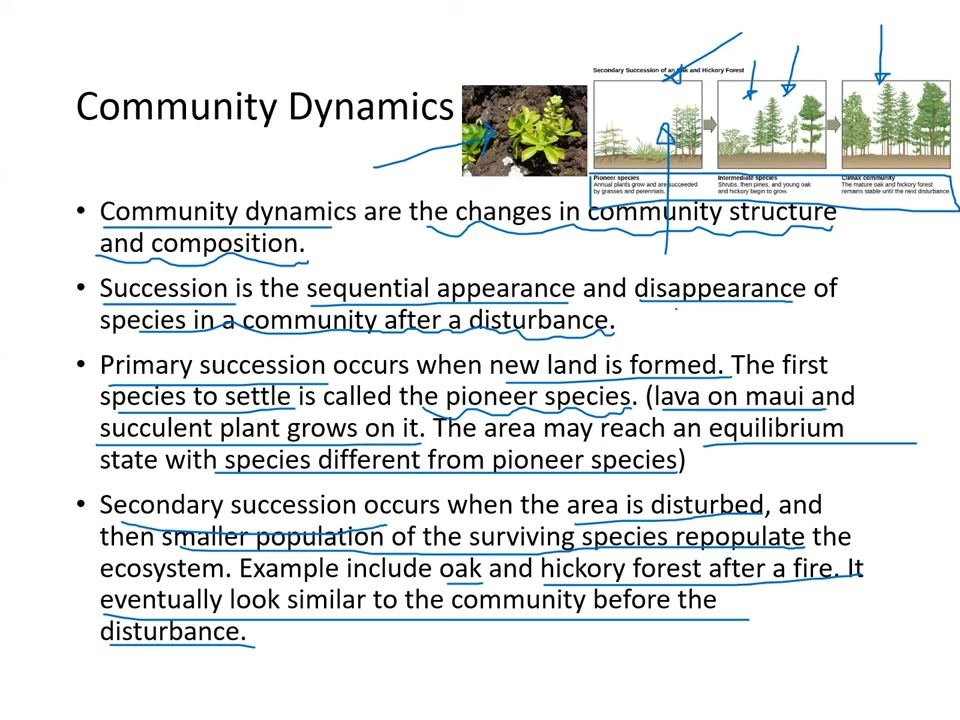 Secondary Succession of an Oak and Hickory Forest
Community Dynamics
Pioneer species
Annual plants grow and are succeeded
by grasses and perennials.
Intermediate species
Shrubs, then pines, and young oak
and hickory begin to grow.
Climax community
The mature oak and hickory forest
remains stable until the next disturbance.
• Community dynamics are the changes in community structure
and composition.
• Succession is the sequential appearance and disappearance of
species in a community after a disturbance.
• Primary succession occurs when new land is formed. The first
species to settle is called the pioneer species. (lava on maui and
succulent plant grows on it. The area may reach an equilibrium
state with species different from pioneer species)
• Secondary succession occurs when the area is disturbed, and
then smaller population of the surviving species repopulate the
ecosystem. Example include oak and hickory forest after a fire. It
eventually look similar to the community before the
disturbance.